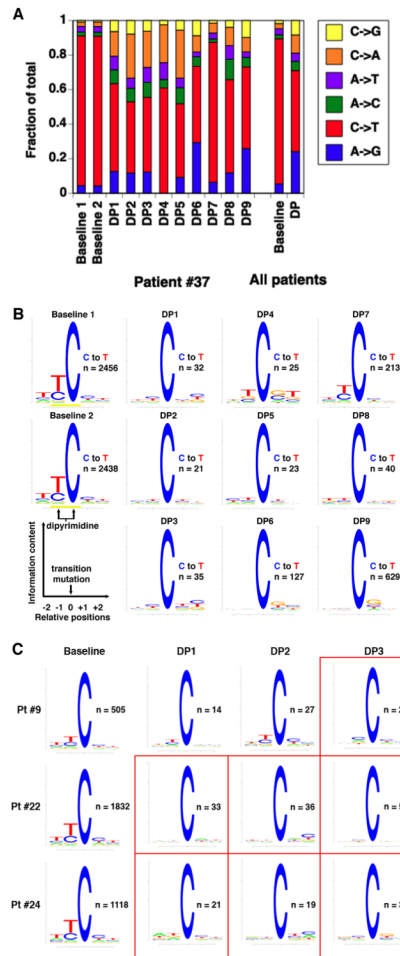 A
Fraction of total
1
0.8
0.6
0.4
0.2
0
C->G
C->A
A->T
A->C
C->T
A->G
Baseline 1
Baseline 2
DP1
DP2
DP3
DP4
DP5
DP6
DP7
DP8
DP9
Baseline
DP
Patient #37
All patients
B
Baseline 1 DP1 DP4 DP7
C to T
n = 2456
C to T
n = 32
C to T
n = 25
C to T
n = 213
Baseline 2 DP2 DP5 DP8
C to T
n = 2438
C to T
n = 21
C to T
n = 23
C to T
n = 40
dipyrimidine
Information content
transition
mutation
-2 -1 0 +1 +2
Relative positions
DP3 DP6 DP9
C to T
n = 35
C to T
n = 127
C to T
n = 629
C
Baseline DP1 DP2 DP3
Pt #9
n = 505
n = 14
n = 27
Pt #22
n = 1832
n = 33
n = 36
Pt #24
n = 1118
n = 21
n = 19